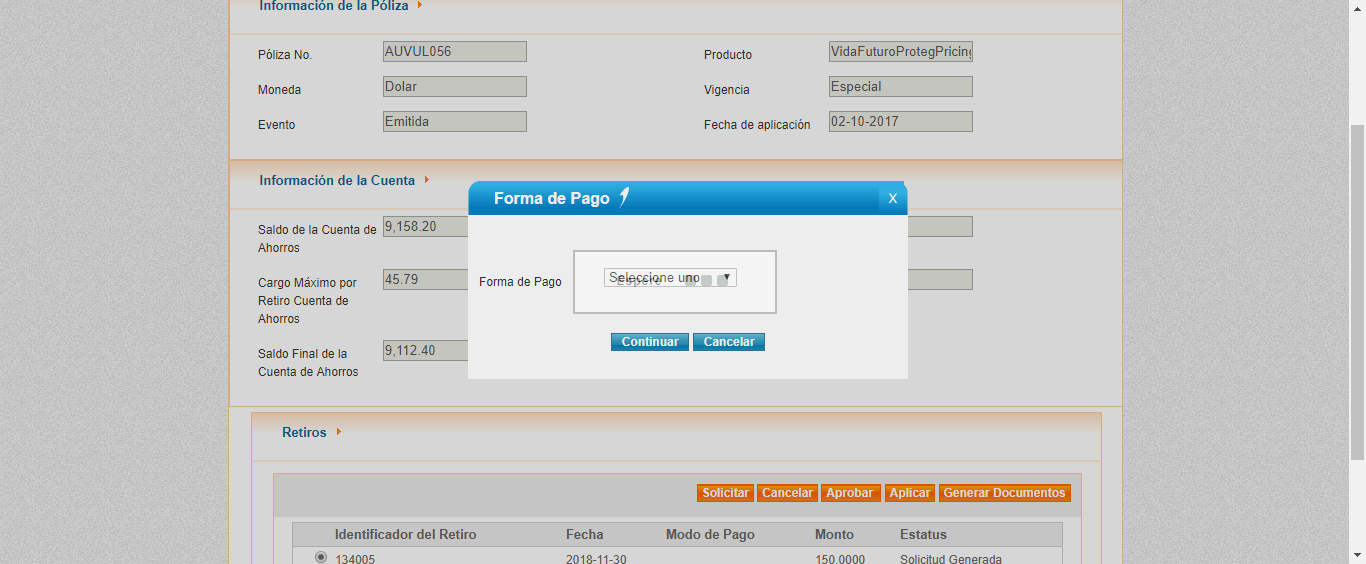 Información de la Póliza
Póliza No. AUVUL056 Producto VidaFuturoProtegPricing
Moneda Dolar Vigencia Especial
Evento Emitida Fecha de aplicación 02-10-2017
Información de la Cuenta
Forma de Pago X
Saldo de la Cuenta de Ahorros 9,158.20
Cargo Máximo por Retiro Cuenta de Ahorros 45.79
Forma de Pago Seleccione uno
Espere
Continuar Cancelar
Saldo Final de la Cuenta de Ahorros 9,112.40
Retiros
Solicitar Cancelar Aprobar Aplicar Generar Documentos
Identificador del Retiro Fecha Modo de Pago Monto Estatus
134005 2018-11-30 150.0000 Solicitud Generada